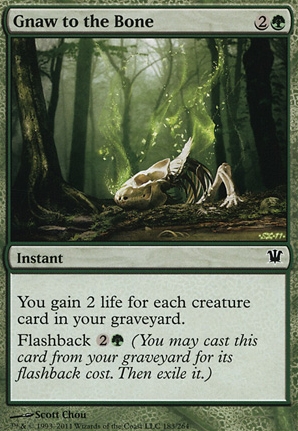 Gnaw to the Bone 2
Instant
You gain 2 life for each creature
card in your graveyard.
Flashback 2 (You may cast this
card from your graveyard for its
flashback cost. Then exile it.)
Scott Chou
™ & © 1993–2011 Wizards of the Coast LLC 183/264